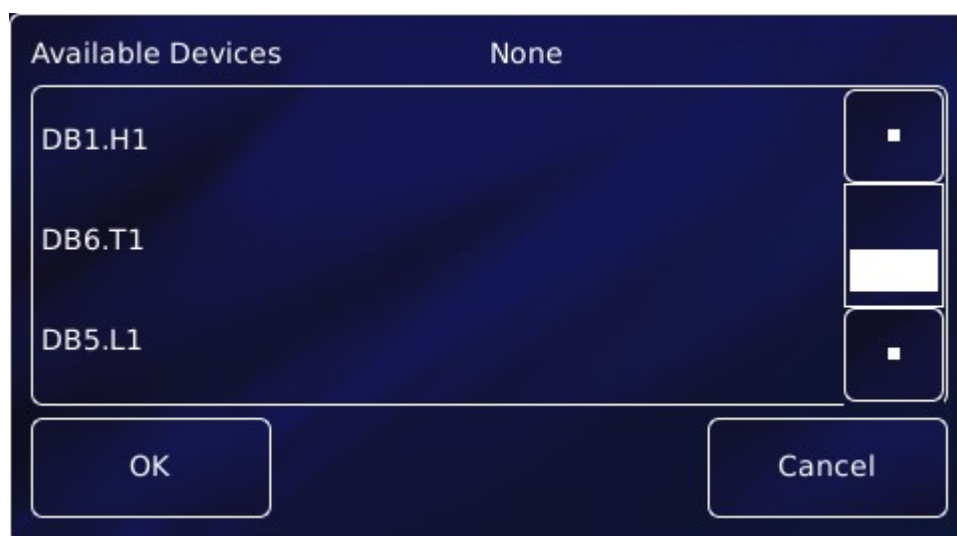 Available Devices None
DB1.H1
DB6.T1
DB5.L1
OK Cancel